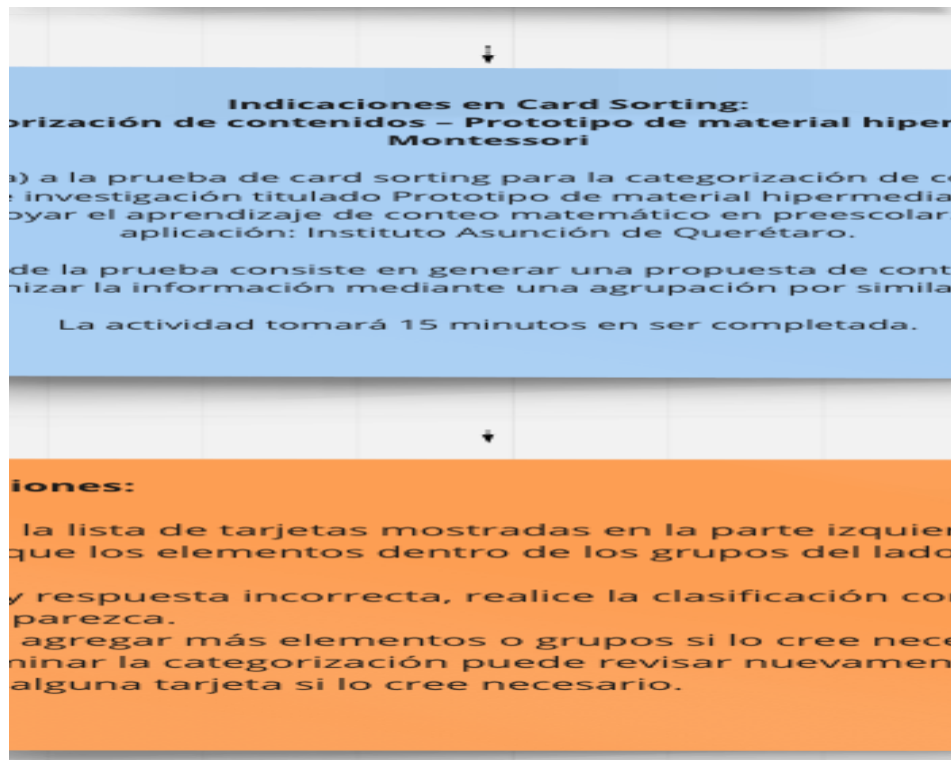 Indicaciones en Card Sorting:
orización de contenidos – Prototipo de material hiper
Montessori
a) a la prueba de card sorting para la categorización de c
investigación titulado Prototipo de material hipermedia
oyar el aprendizaje de conteo matemático en preescolar
aplicación: Instituto Asunción de Querétaro.
de la prueba consiste en generar una propuesta de cont
nizar la información mediante una agrupación por simila
La actividad tomará 15 minutos en ser completada.
iones:
la lista de tarjetas mostradas en la parte izquier
que los elementos dentro de los grupos del lado
y respuesta incorrecta, realice la clasificación co
parezca.
agregar más elementos o grupos si lo cree nece
minar la categorización puede revisar nuevamen
alguna tarjeta si lo cree necesario.